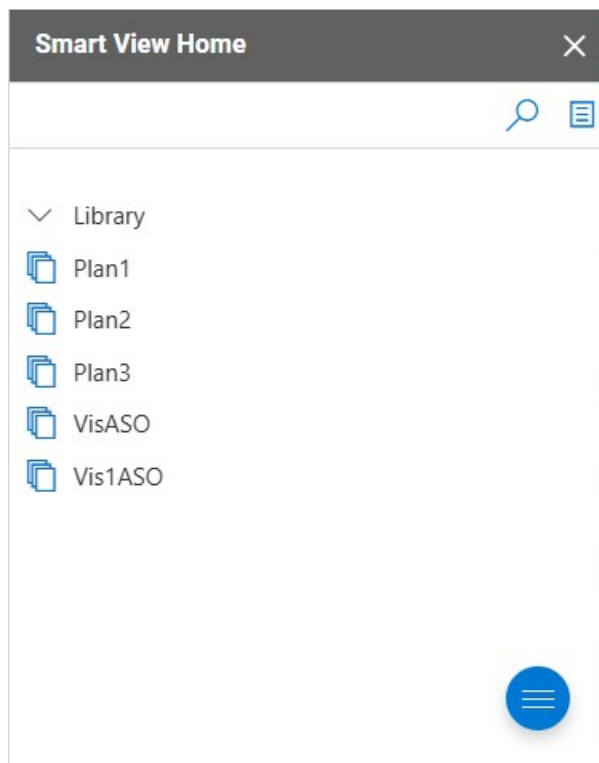 Smart View Home
Library
Plan1
Plan2
Plan3
VisASO
Vis1ASO